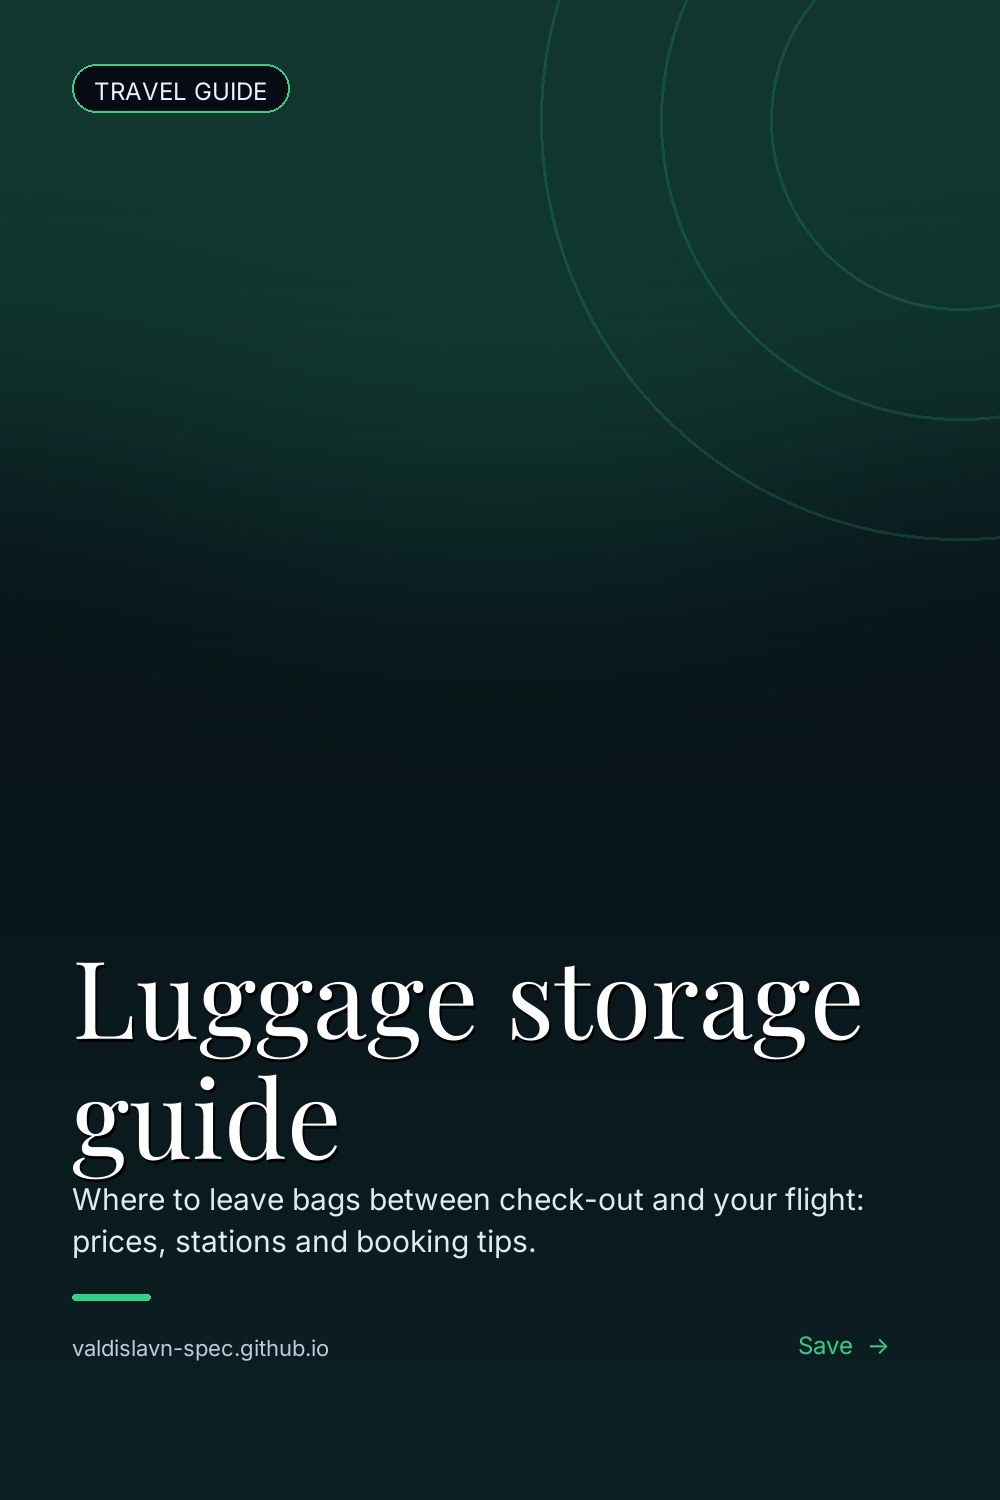 TRAVEL GUIDE
Luggage storage
guide
Where to leave bags between check-out and your flight:
prices, stations and booking tips.
valdislavn-spec.github.io
Save →